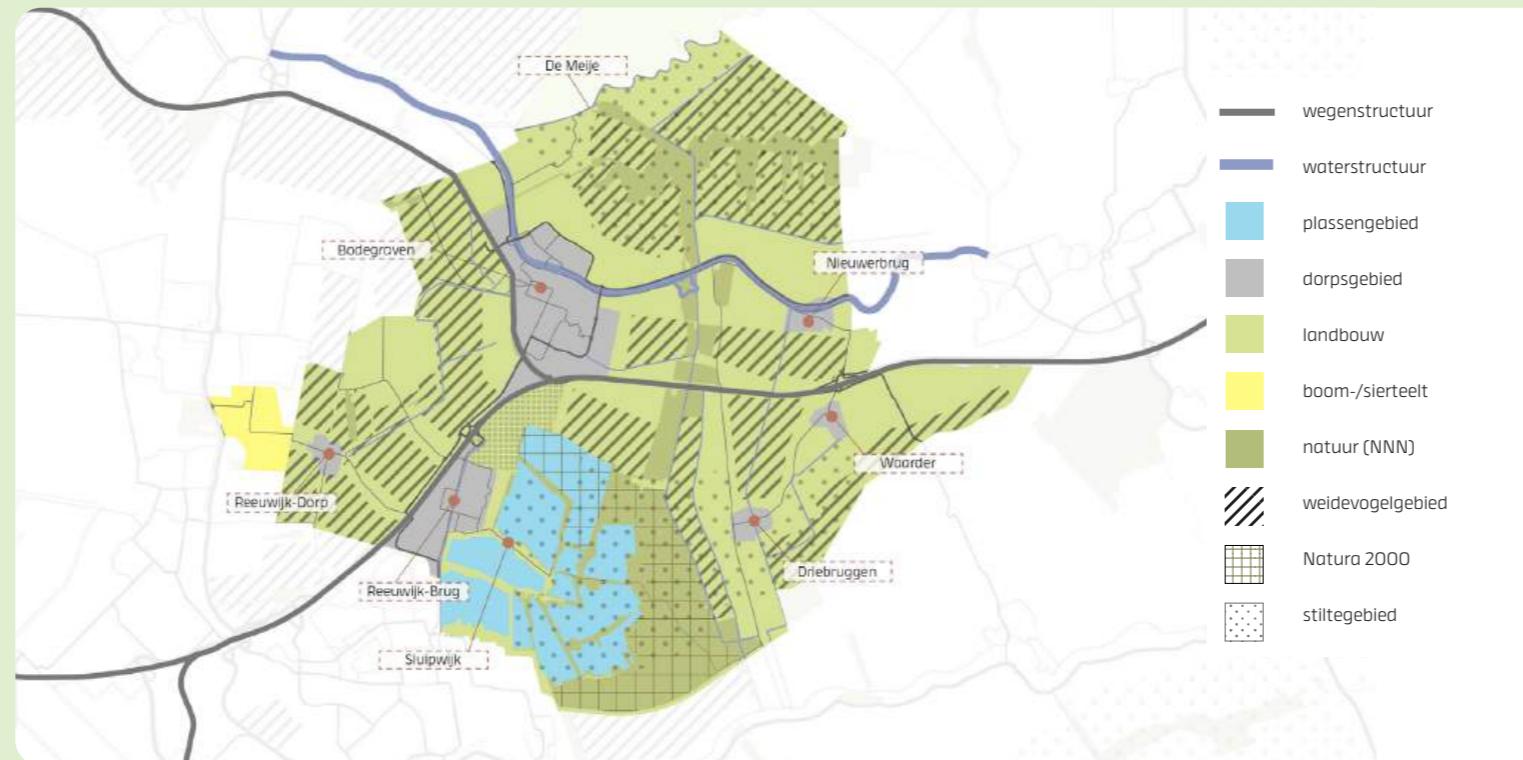 De Meije
Bodegraven
Nieuwerbrug
Reeuwijk-Dorp
Waarder
Driebruggen
Reeuwijk-Brug
Sluipwijk
wegenstructuur
waterstructuur
plassengebied
dorpsgebied
landbouw
boom-/sierteelt
natuur (NNN)
weidevogelgebied
Natura 2000
stiltegebied